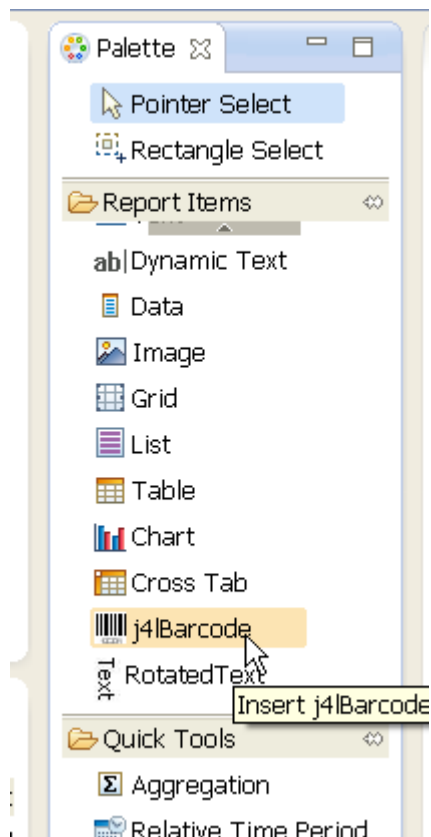 Palette
Pointer Select
Rectangle Select
Report Items
ab Dynamic Text
Data
Image
Grid
List
Table
Chart
Cross Tab
j4lBarcode
Text RotatedText
Insert j4lBarcode
Quick Tools
Σ Aggregation
Relative Time Period